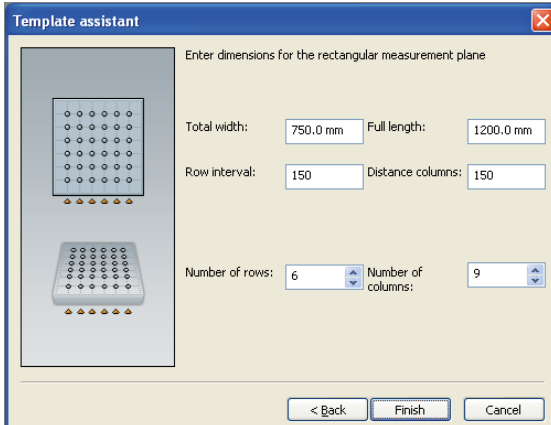 Template assistant
Enter dimensions for the rectangular measurement plane
Total width: 750.0 mm Full length: 1200.0 mm
Row interval: 150 Distance columns: 150
Number of rows: 6 Number of columns: 9
< Back Finish Cancel